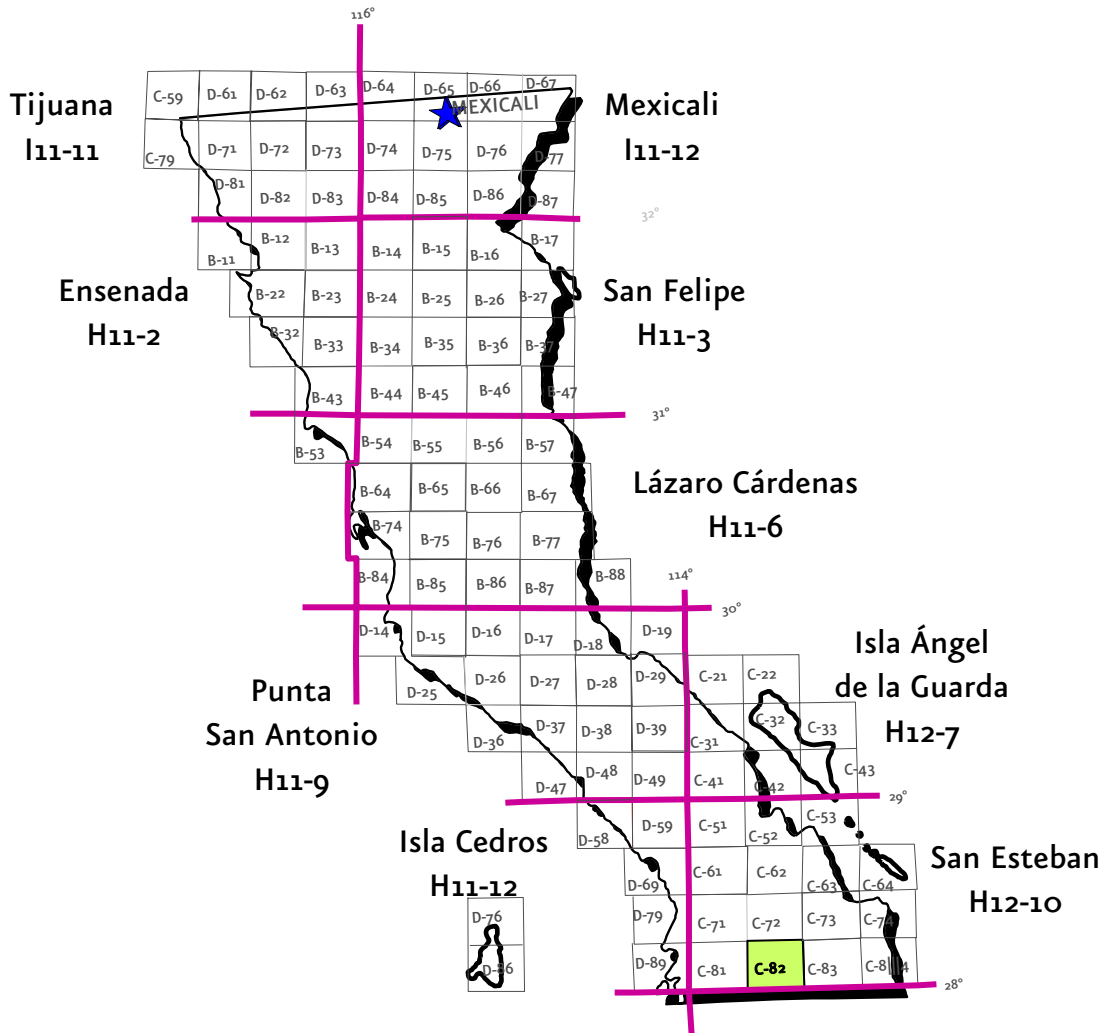 116°
C-59 D-61 D-62 D-63 D-64 D-65 D-66 D-67
MEXICALI
Tijuana
I11-11
Mexicali
I11-12
C-79 D-71 D-72 D-73 D-74 D-75 D-76 D-77
D-81 D-82 D-83 D-84 D-85 D-86 D-87
32°
B-11 B-12 B-13 B-14 B-15 B-16 B-17
Ensenada
H11-2
San Felipe
H11-3
B-22 B-23 B-24 B-25 B-26 B-27
B-32 B-33 B-34 B-35 B-36 B-37
B-43 B-44 B-45 B-46 B-47
31°
B-53 B-54 B-55 B-56 B-57
Lázaro Cárdenas
H11-6
B-64 B-65 B-66 B-67
B-74 B-75 B-76 B-77
B-84 B-85 B-86 B-87 B-88
114°
30°
D-14 D-15 D-16 D-17 D-18 D-19
Isla Ángel
de la Guarda
H12-7
Punta
San Antonio
H11-9
D-25 D-26 D-27 D-28 D-29 C-21 C-22
D-36 D-37 D-38 D-39 C-31 C-32 C-33
D-47 D-48 D-49 C-41 C-42 C-43
29°
D-58 D-59 C-51 C-52 C-53
Isla Cedros
H11-12
San Esteban
H12-10
D-69 C-61 C-62 C-63 C-64
D-76 D-79 C-71 C-72 C-73 C-74
D-86 D-89 C-81 C-82 C-83 C-84
28°